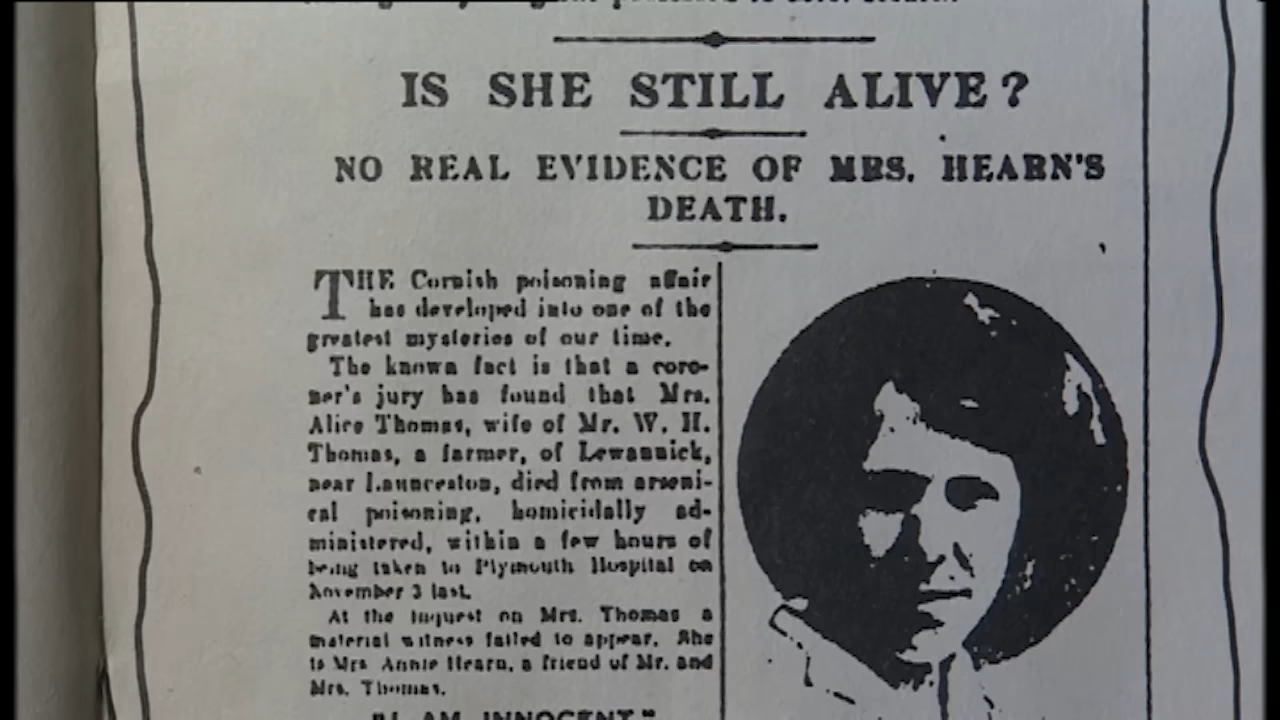 IS SHE STILL ALIVE?
NO REAL EVIDENCE OF MRS. HEARN'S
DEATH.
THE Cornish poisoning affair
has developed into one of the
greatest mysteries of our time.
The known fact is that a coro-
ner's jury has found that Mrs.
Alice Thomas, wife of Mr. W. H.
Thomas, a farmer, of Lewannick,
near Launceston, died from arseni-
cal poisoning, homicidally ad-
ministered, within a few hours of
being taken to Plymouth Hospital on
November 3 last.
At the inquest on Mrs. Thomas a
material witness failed to appear. She
is Mrs Annie Hearn, a friend of Mr. and
Mrs. Thomas.
"I AM INNOCENT"